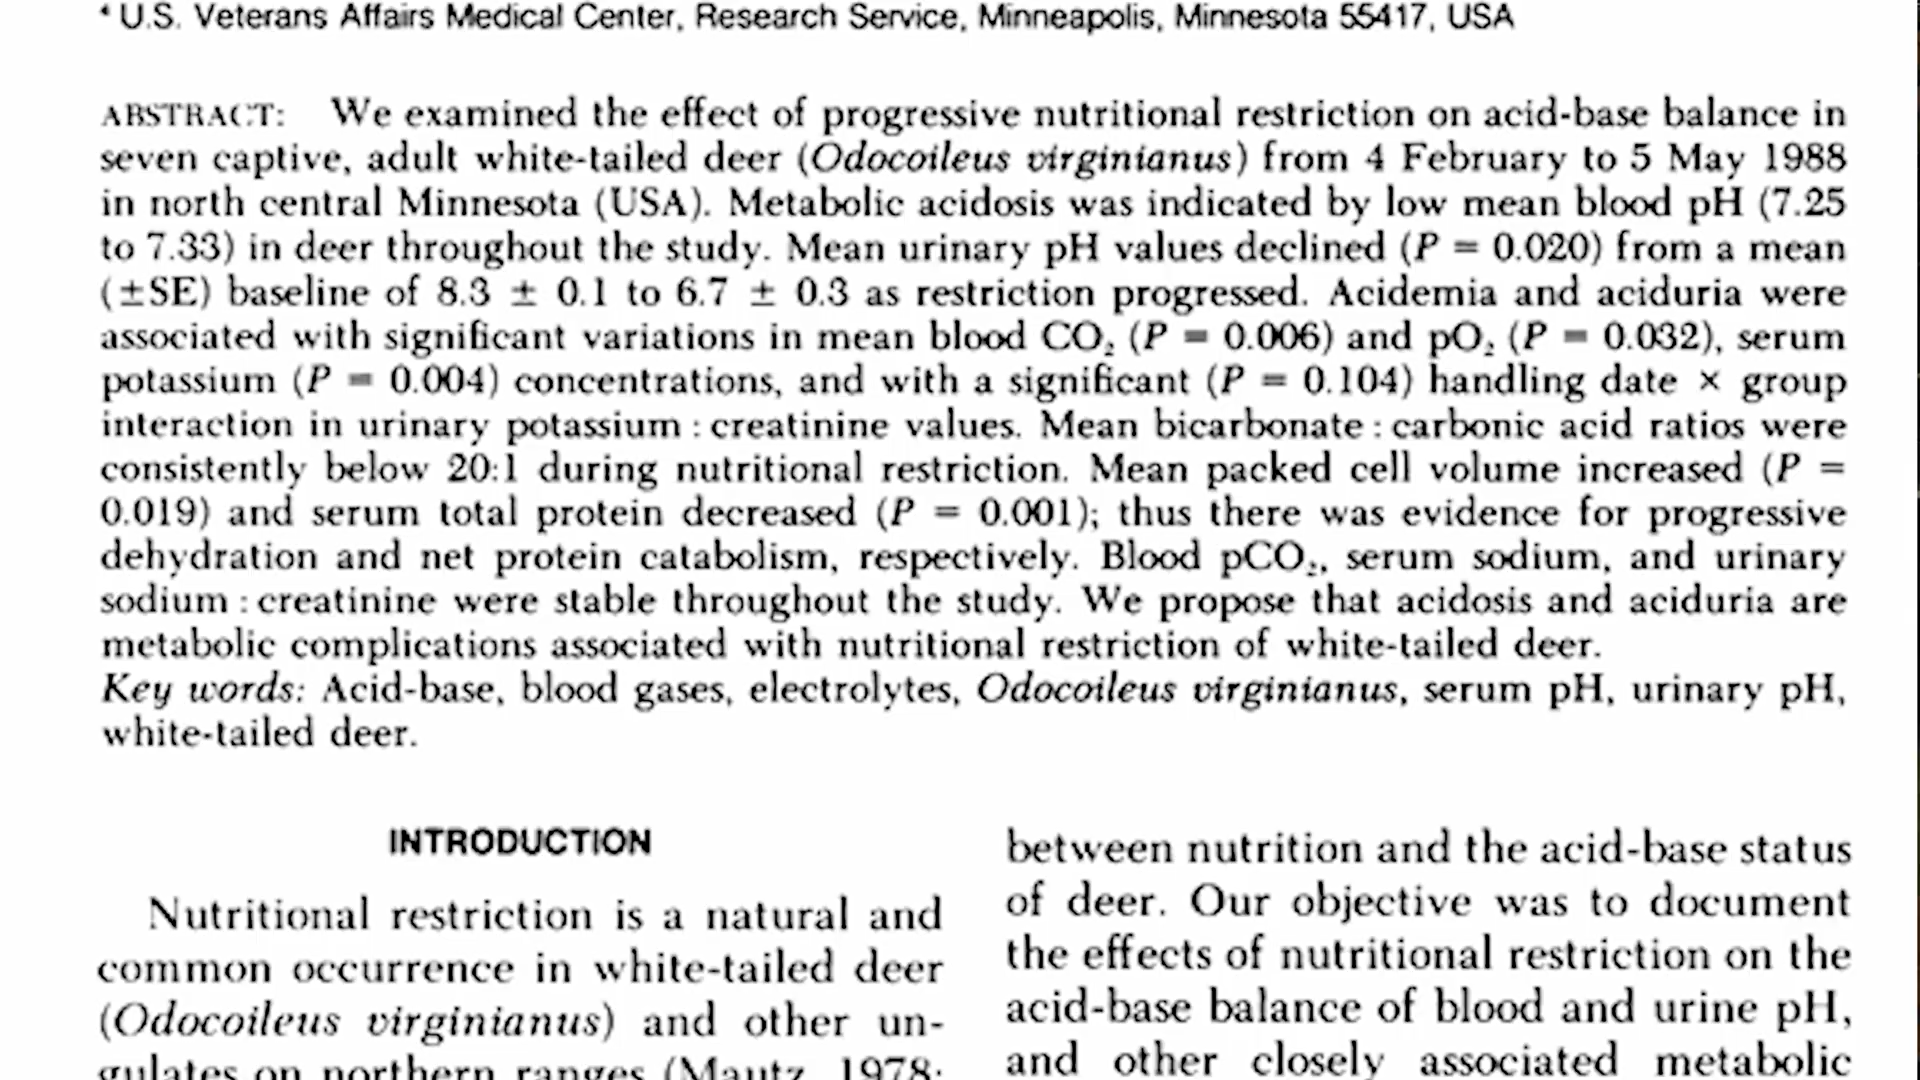 ⁴ U.S. Veterans Affairs Medical Center, Research Service, Minneapolis, Minnesota 55417, USA
ABSTRACT: We examined the effect of progressive nutritional restriction on acid-base balance in
seven captive, adult white-tailed deer (Odocoileus virginianus) from 4 February to 5 May 1988
in north central Minnesota (USA). Metabolic acidosis was indicated by low mean blood pH (7.25
to 7.33) in deer throughout the study. Mean urinary pH values declined (P = 0.020) from a mean
(±SE) baseline of 8.3 ± 0.1 to 6.7 ± 0.3 as restriction progressed. Acidemia and aciduria were
associated with significant variations in mean blood CO₂ (P = 0.006) and pO₂ (P = 0.032), serum
potassium (P = 0.004) concentrations, and with a significant (P = 0.104) handling date × group
interaction in urinary potassium : creatinine values. Mean bicarbonate : carbonic acid ratios were
consistently below 20:1 during nutritional restriction. Mean packed cell volume increased (P =
0.019) and serum total protein decreased (P = 0.001); thus there was evidence for progressive
dehydration and net protein catabolism, respectively. Blood pCO₂, serum sodium, and urinary
sodium : creatinine were stable throughout the study. We propose that acidosis and aciduria are
metabolic complications associated with nutritional restriction of white-tailed deer.
Key words: Acid-base, blood gases, electrolytes, Odocoileus virginianus, serum pH, urinary pH,
white-tailed deer.
INTRODUCTION
Nutritional restriction is a natural and
common occurrence in white-tailed deer
(Odocoileus virginianus) and other un-
gulates on northern ranges (Mautz, 1978;
between nutrition and the acid-base status
of deer. Our objective was to document
the effects of nutritional restriction on the
acid-base balance of blood and urine pH,
and other closely associated metabolic